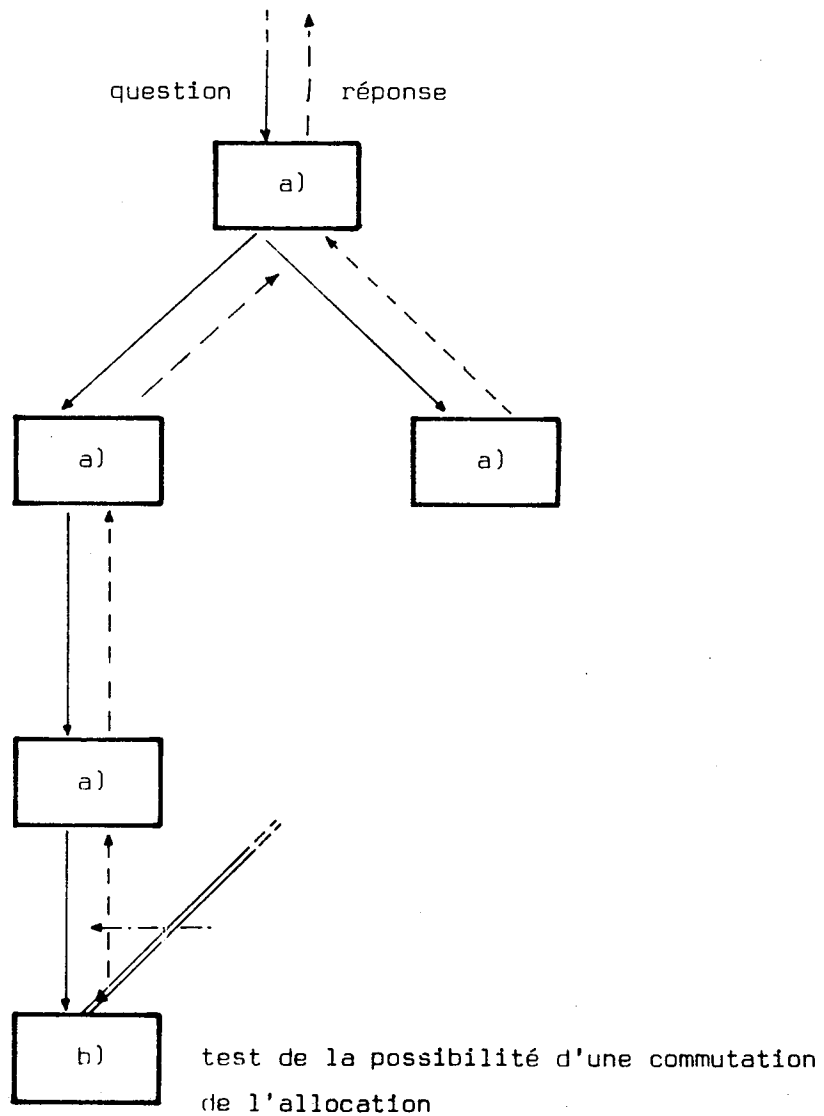 question réponse
a)
a) a)
a)
b) test de la possibilité d'une commutation
de l'allocation